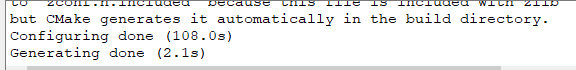 to "zconf.h.included" because this file is included with zlib
but CMake generates it automatically in the build directory.
Configuring done (108.0s)
Generating done (2.1s)